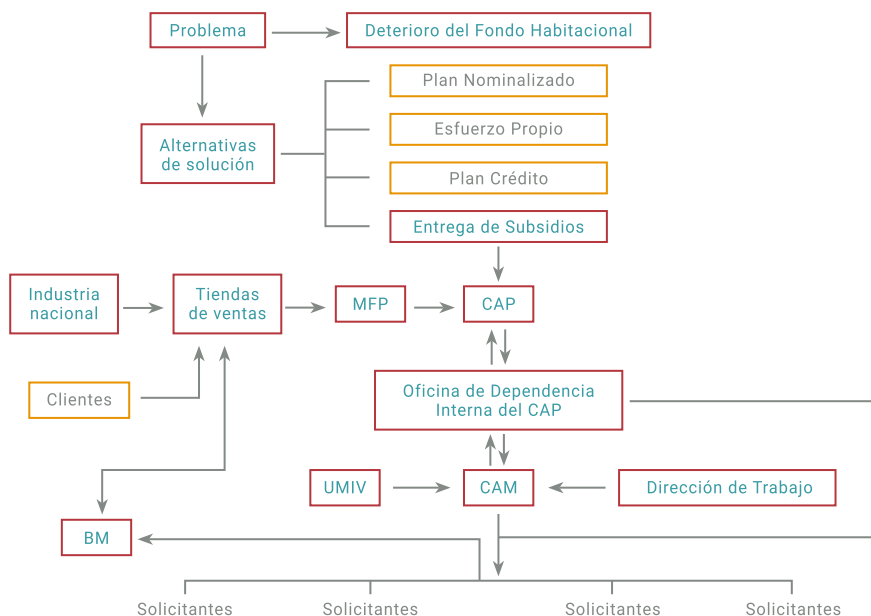 Problema
Deterioro del Fondo Habitacional
Plan Nominalizado
Esfuerzo Propio
Alternativas
de solución
Plan Crédito
Entrega de Subsidios
Industria
nacional
Tiendas
de ventas
MFP
CAP
Clientes
Oficina de Dependencia
Interna del CAP
UMIV
CAM
Dirección de Trabajo
BM
Solicitantes
Solicitantes
Solicitantes
Solicitantes